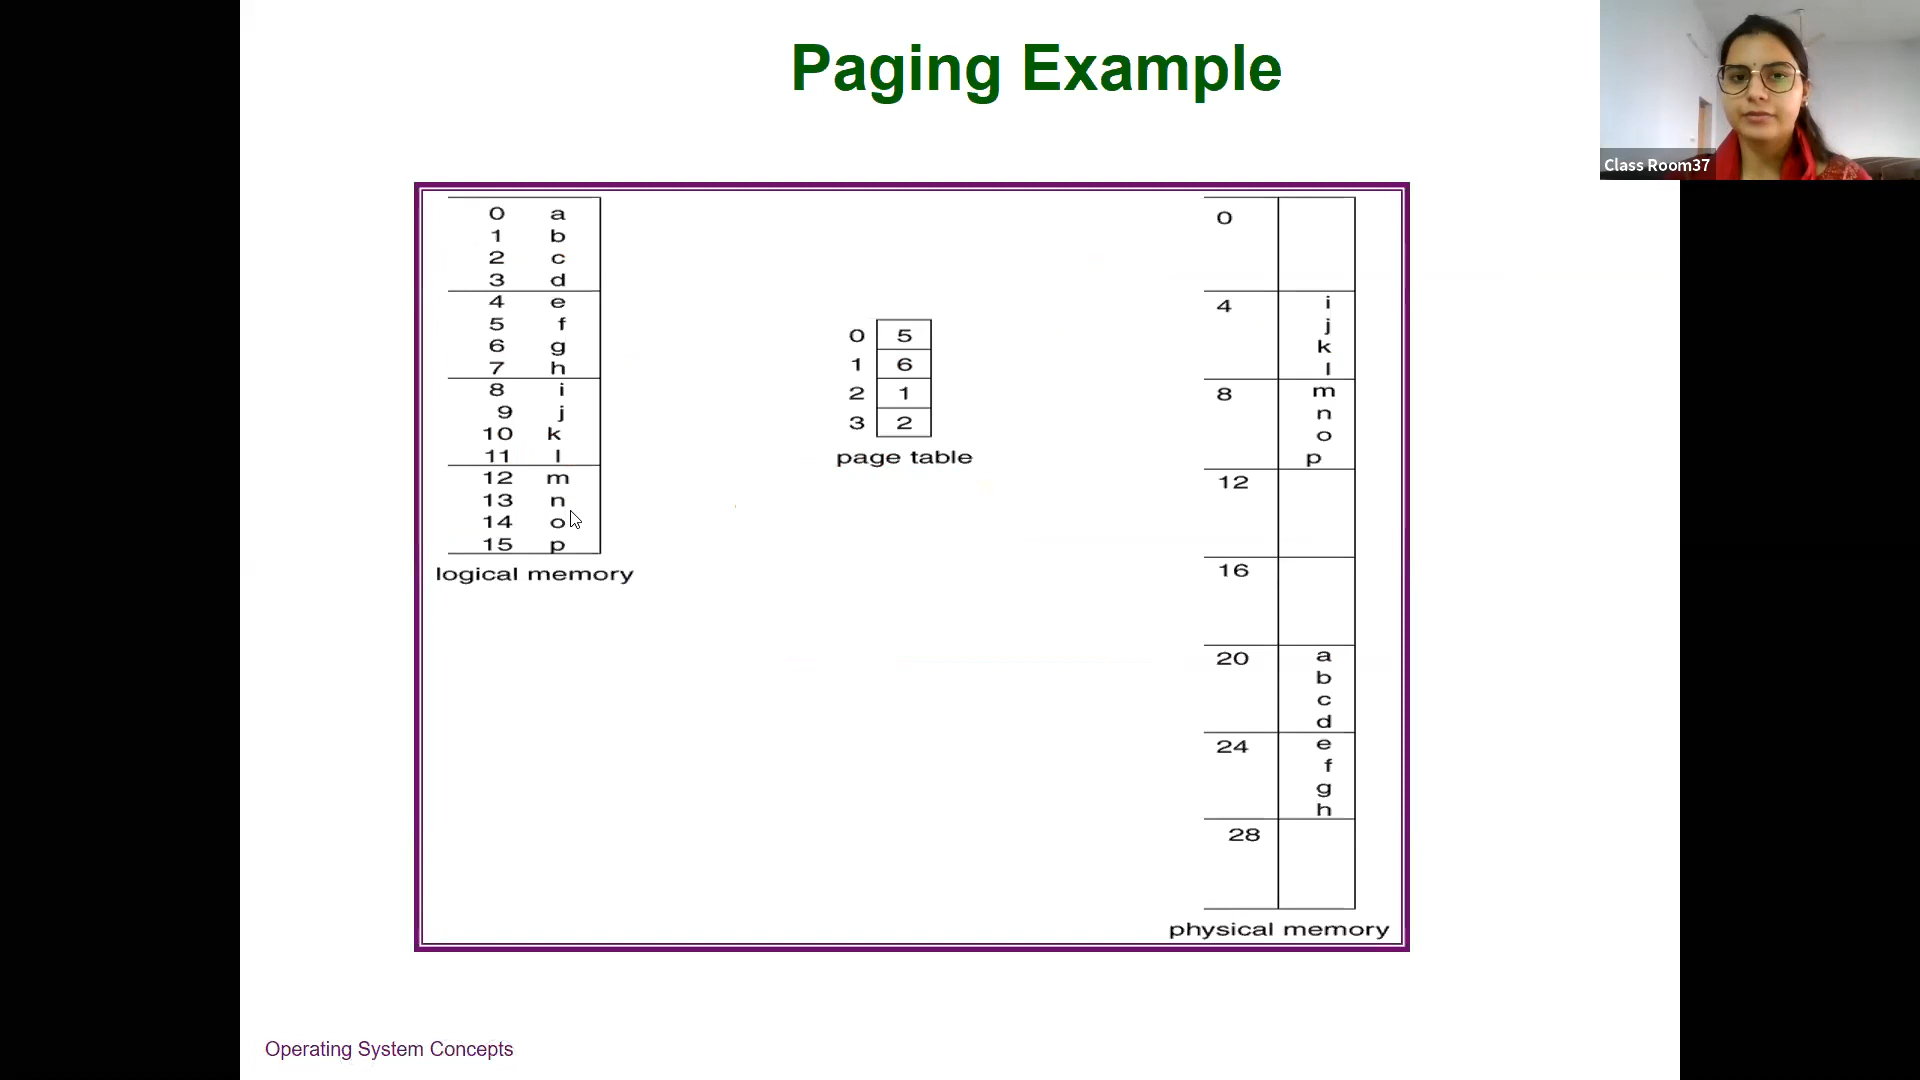 Paging Example
Class Room37
0 a
1 b
2 c
3 d
4 e
5 f
6 g
7 h
8 i
9 j
10 k
11 l
12 m
13 n
14 o
15 p
logical memory
0 5
1 6
2 1
3 2
page table
0
4 i
j
k
l
8 m
n
o
p
12
16
20 a
b
c
d
24 e
f
g
h
28
physical memory
Operating System Concepts